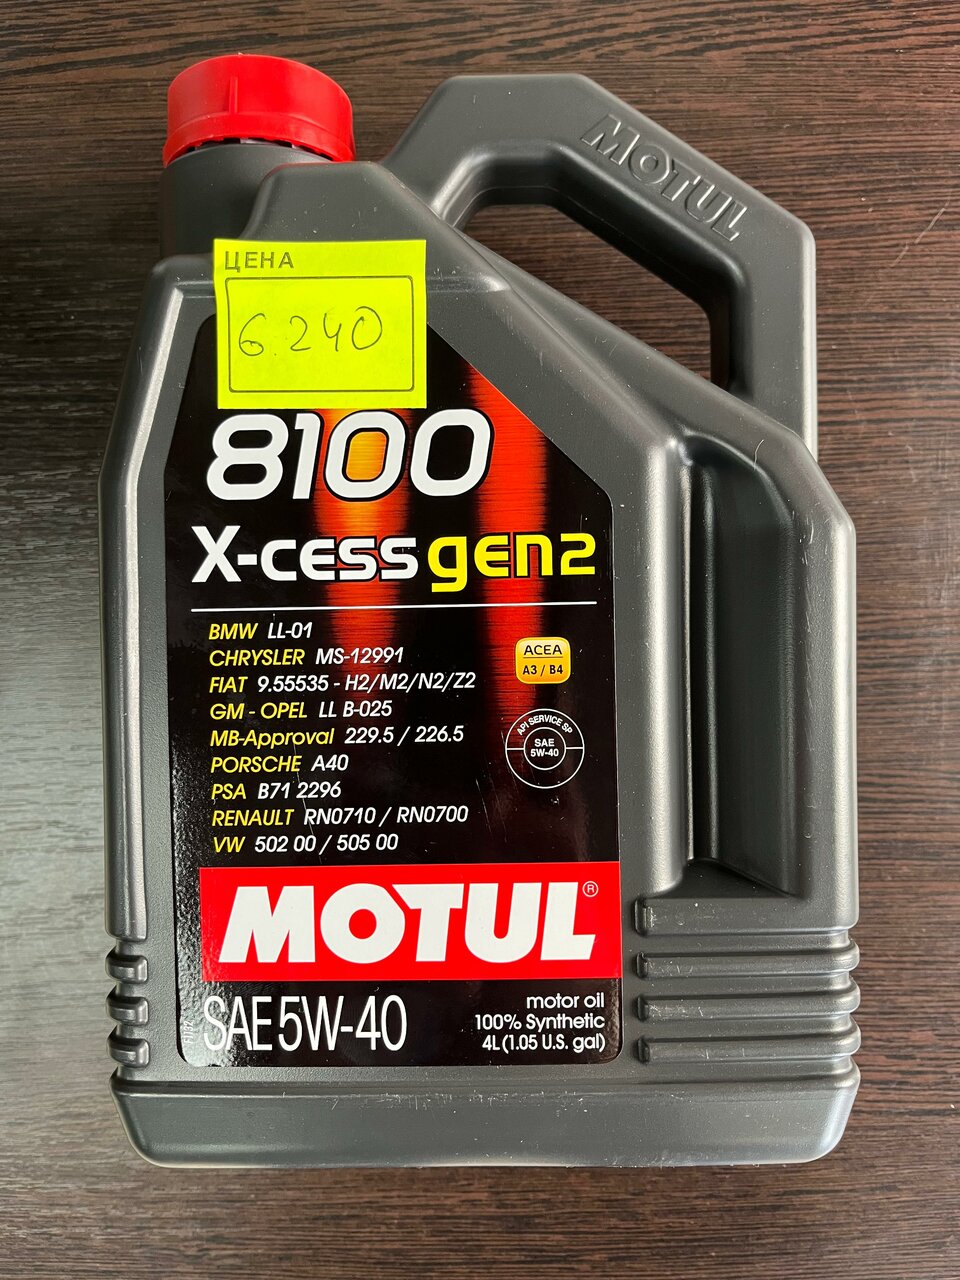 MOTUL
ЦЕНА
6 240
8100
X-cess gen2
BMW LL-01
CHRYSLER MS-12991
FIAT 9.55535 - H2/M2/N2/Z2
GM - OPEL LL B-025
MB-Approval 229.5 / 226.5
PORSCHE A40
PSA B71 2296
RENAULT RN0710 / RN0700
VW 502 00 / 505 00
ACEA
A3 / B4
API SERVICE SP
SAE
5W-40
MOTUL®
SAE 5W-40
motor oil
100% Synthetic
4L (1.05 U.S. gal)